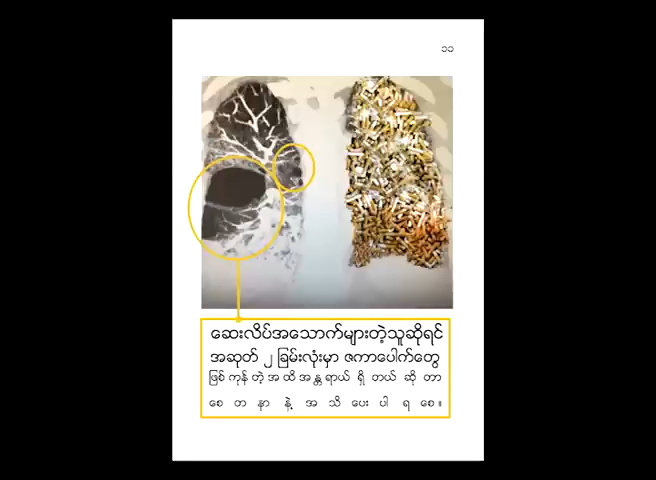 ၁၁
ဆေးလိပ်အသောက်များတဲ့သူဆိုရင်
အဆုတ် ၂ ခြမ်းလုံးမှာ ဇကာပေါက်တွေ
ဖြစ်ကုန်တဲ့အထိအန္တရာယ် ရှိ တယ် ဆို တာ
စေ တ နာ နဲ့ အ သိ ပေး ပါ ရ စေ ။